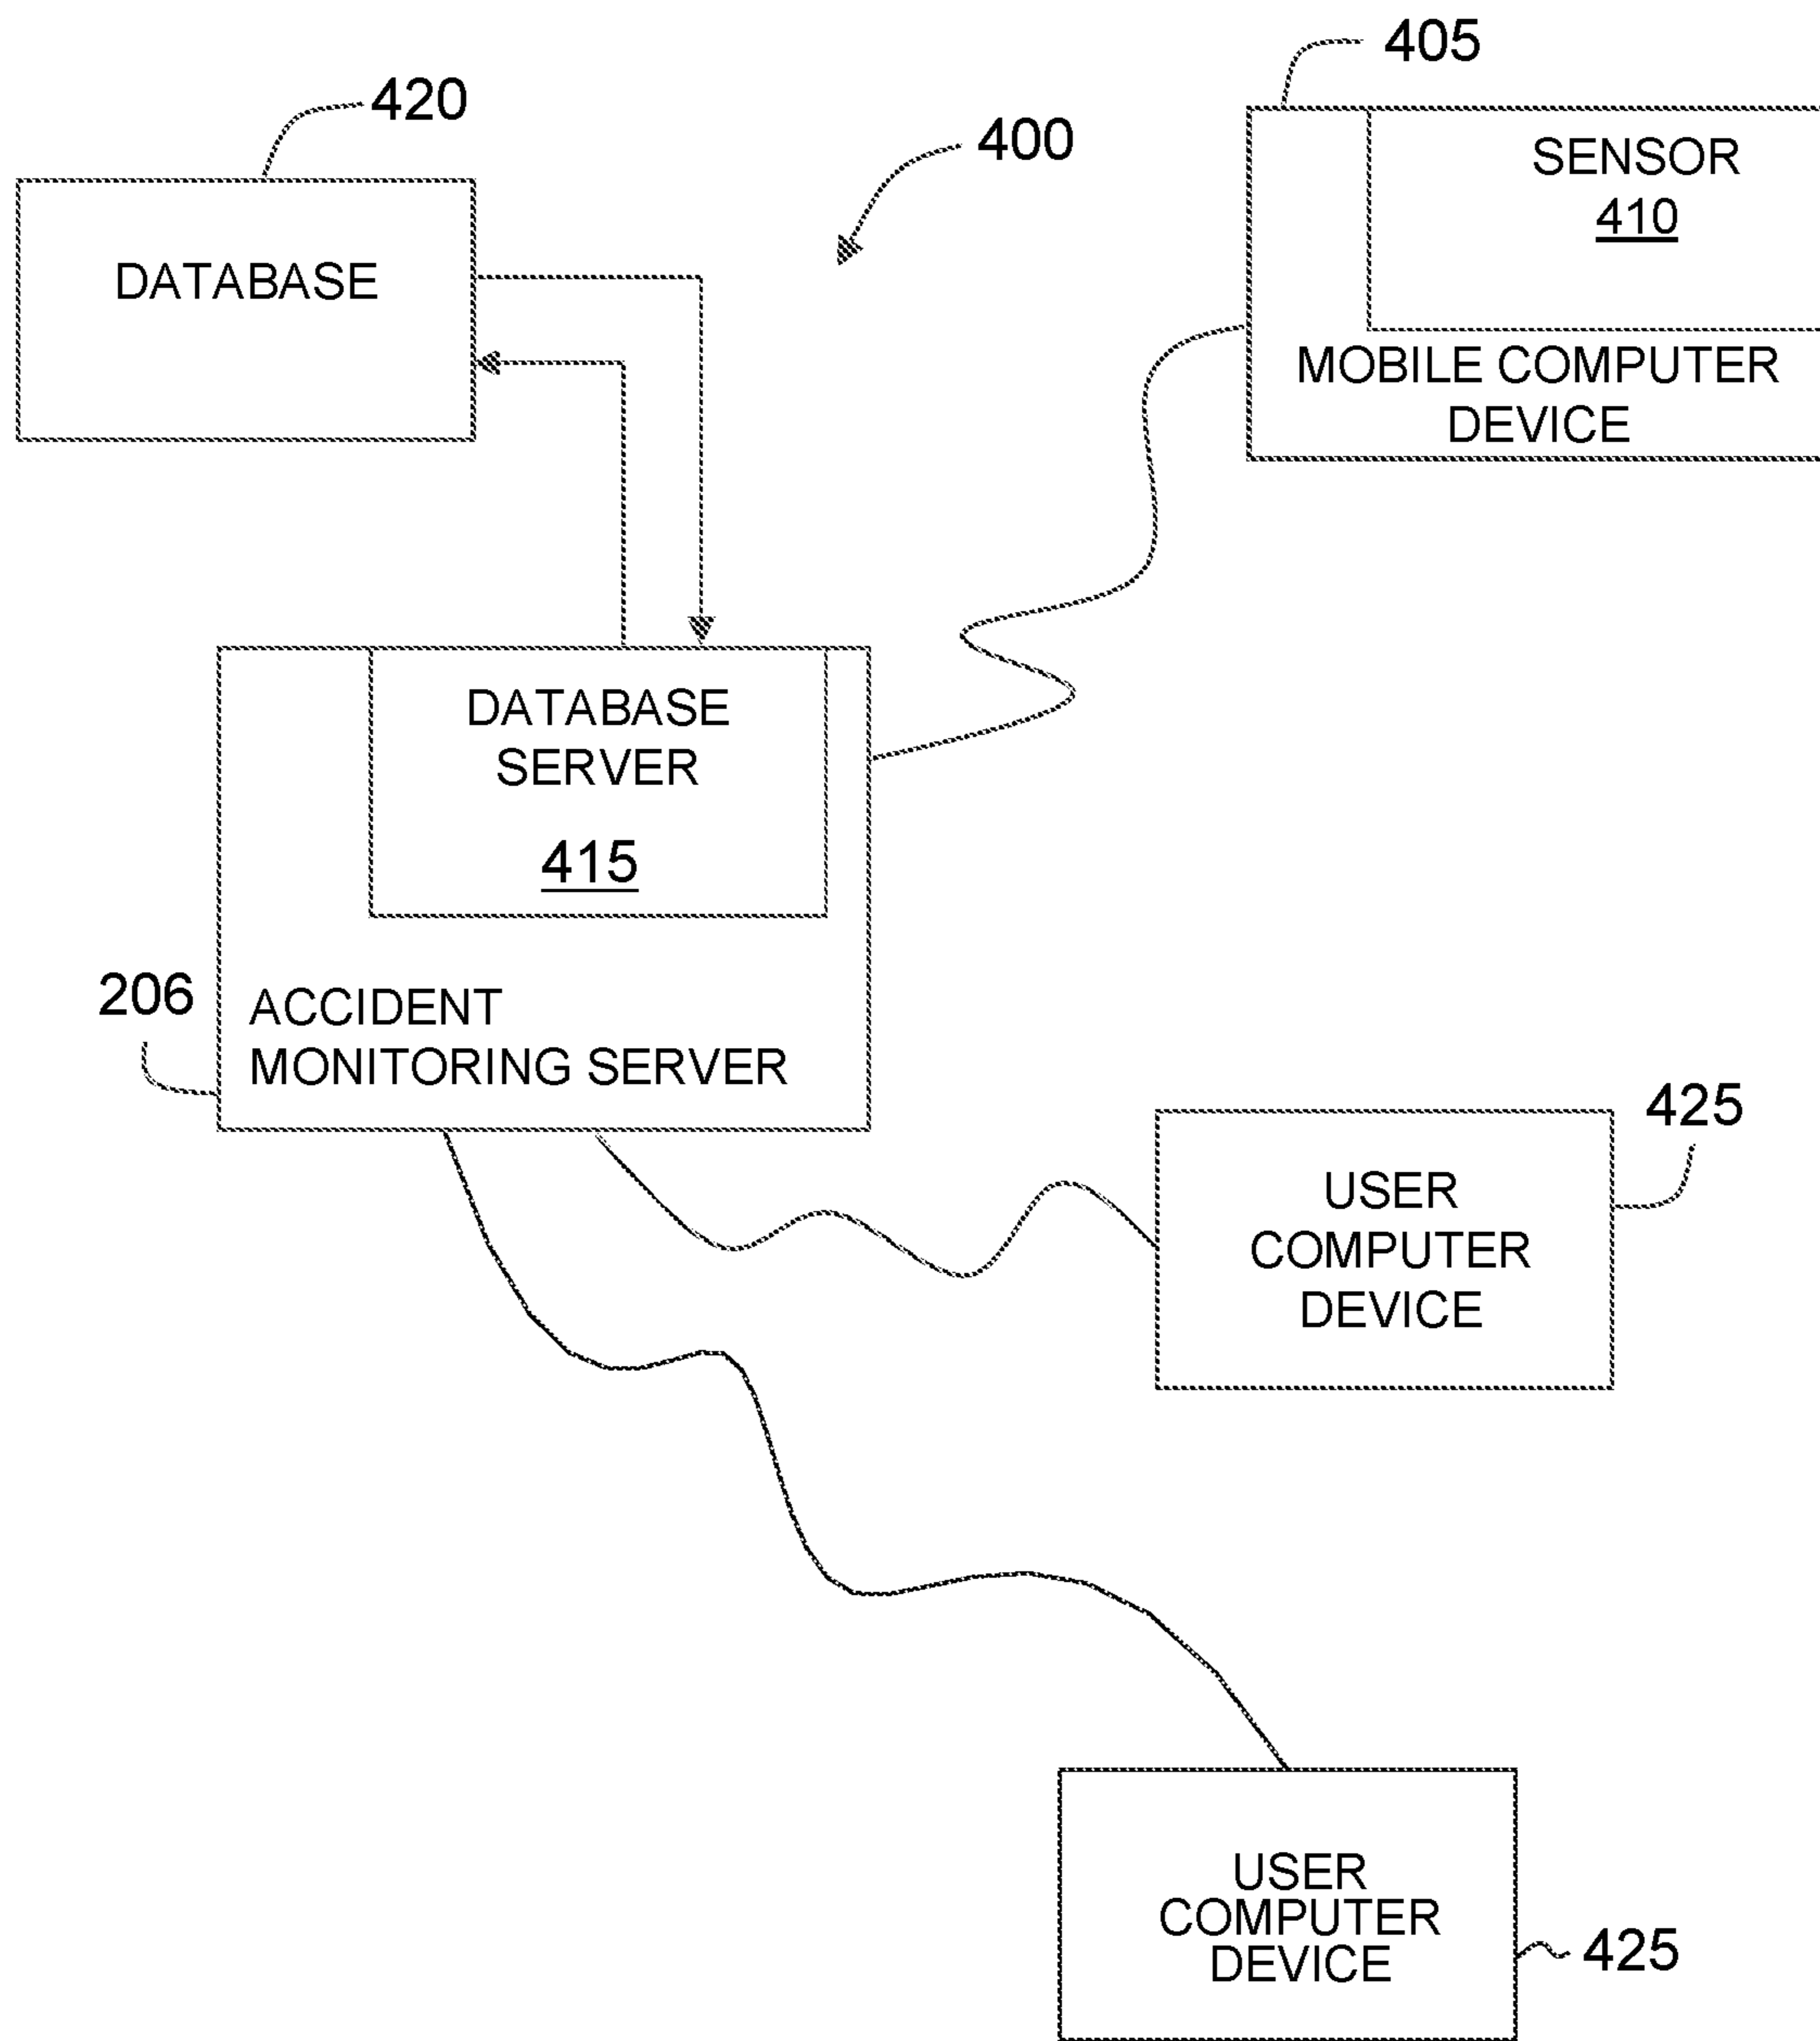 405
420
400
SENSOR
410
DATABASE
MOBILE COMPUTER
DEVICE
DATABASE
SERVER
415
206
ACCIDENT
MONITORING SERVER
425
USER
COMPUTER
DEVICE
USER
COMPUTER
DEVICE
425